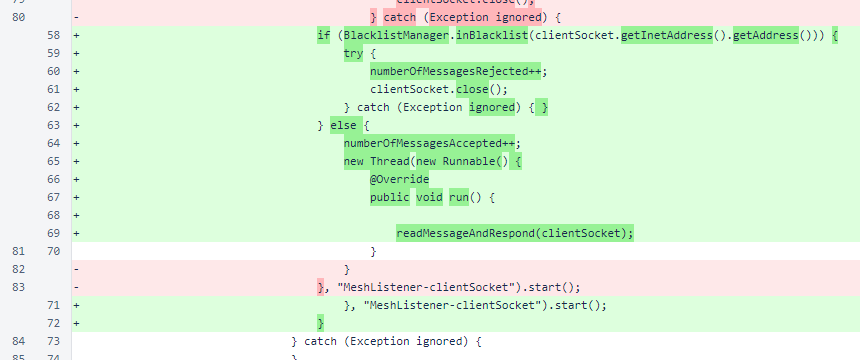 79 clientSocket.close();
80 - } catch (Exception ignored) {
58 + if (BlacklistManager.inBlacklist(clientSocket.getInetAddress().getAddress())) {
59 + try {
60 + numberOfMessagesRejected++;
61 + clientSocket.close();
62 + } catch (Exception ignored) { }
63 + } else {
64 + numberOfMessagesAccepted++;
65 + new Thread(new Runnable() {
66 + @Override
67 + public void run() {
68 +
69 + readMessageAndRespond(clientSocket);
81 70 }
82 - }
83 - }, "MeshListener-clientSocket").start();
71 + }, "MeshListener-clientSocket").start();
72 + }
84 73 } catch (Exception ignored) {
85 74 }